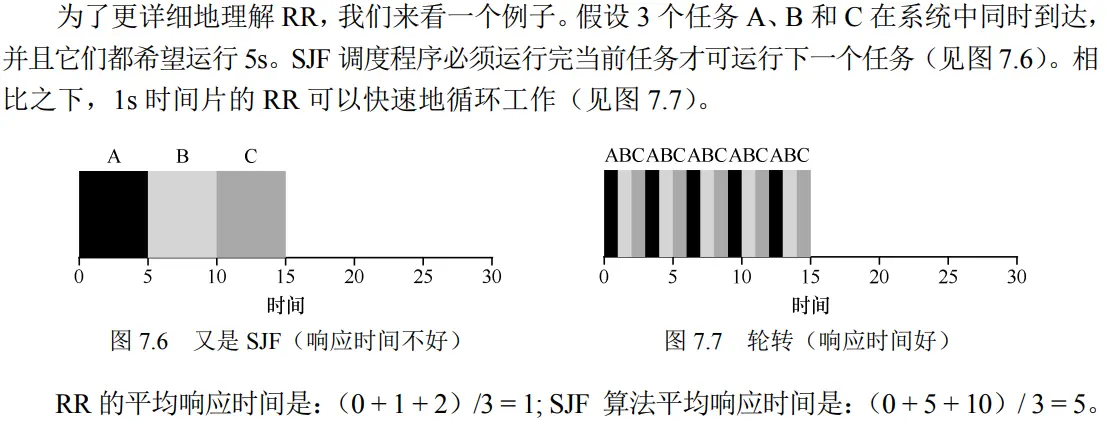 为了更详细地理解 RR，我们来看一个例子。假设 3 个任务 A、B 和 C 在系统中同时到达，
并且它们都希望运行 5s。SJF 调度程序必须运行完当前任务才可运行下一个任务（见图 7.6）。相
比之下，1s 时间片的 RR 可以快速地循环工作（见图 7.7）。
A B C
0 5 10 15 20 25 30
时间
图 7.6 又是 SJF（响应时间不好）
ABCABCABCABCABC
0 5 10 15 20 25 30
时间
图 7.7 轮转（响应时间好）
RR 的平均响应时间是：（0 + 1 + 2）/3 = 1; SJF 算法平均响应时间是：（0 + 5 + 10）/ 3 = 5。